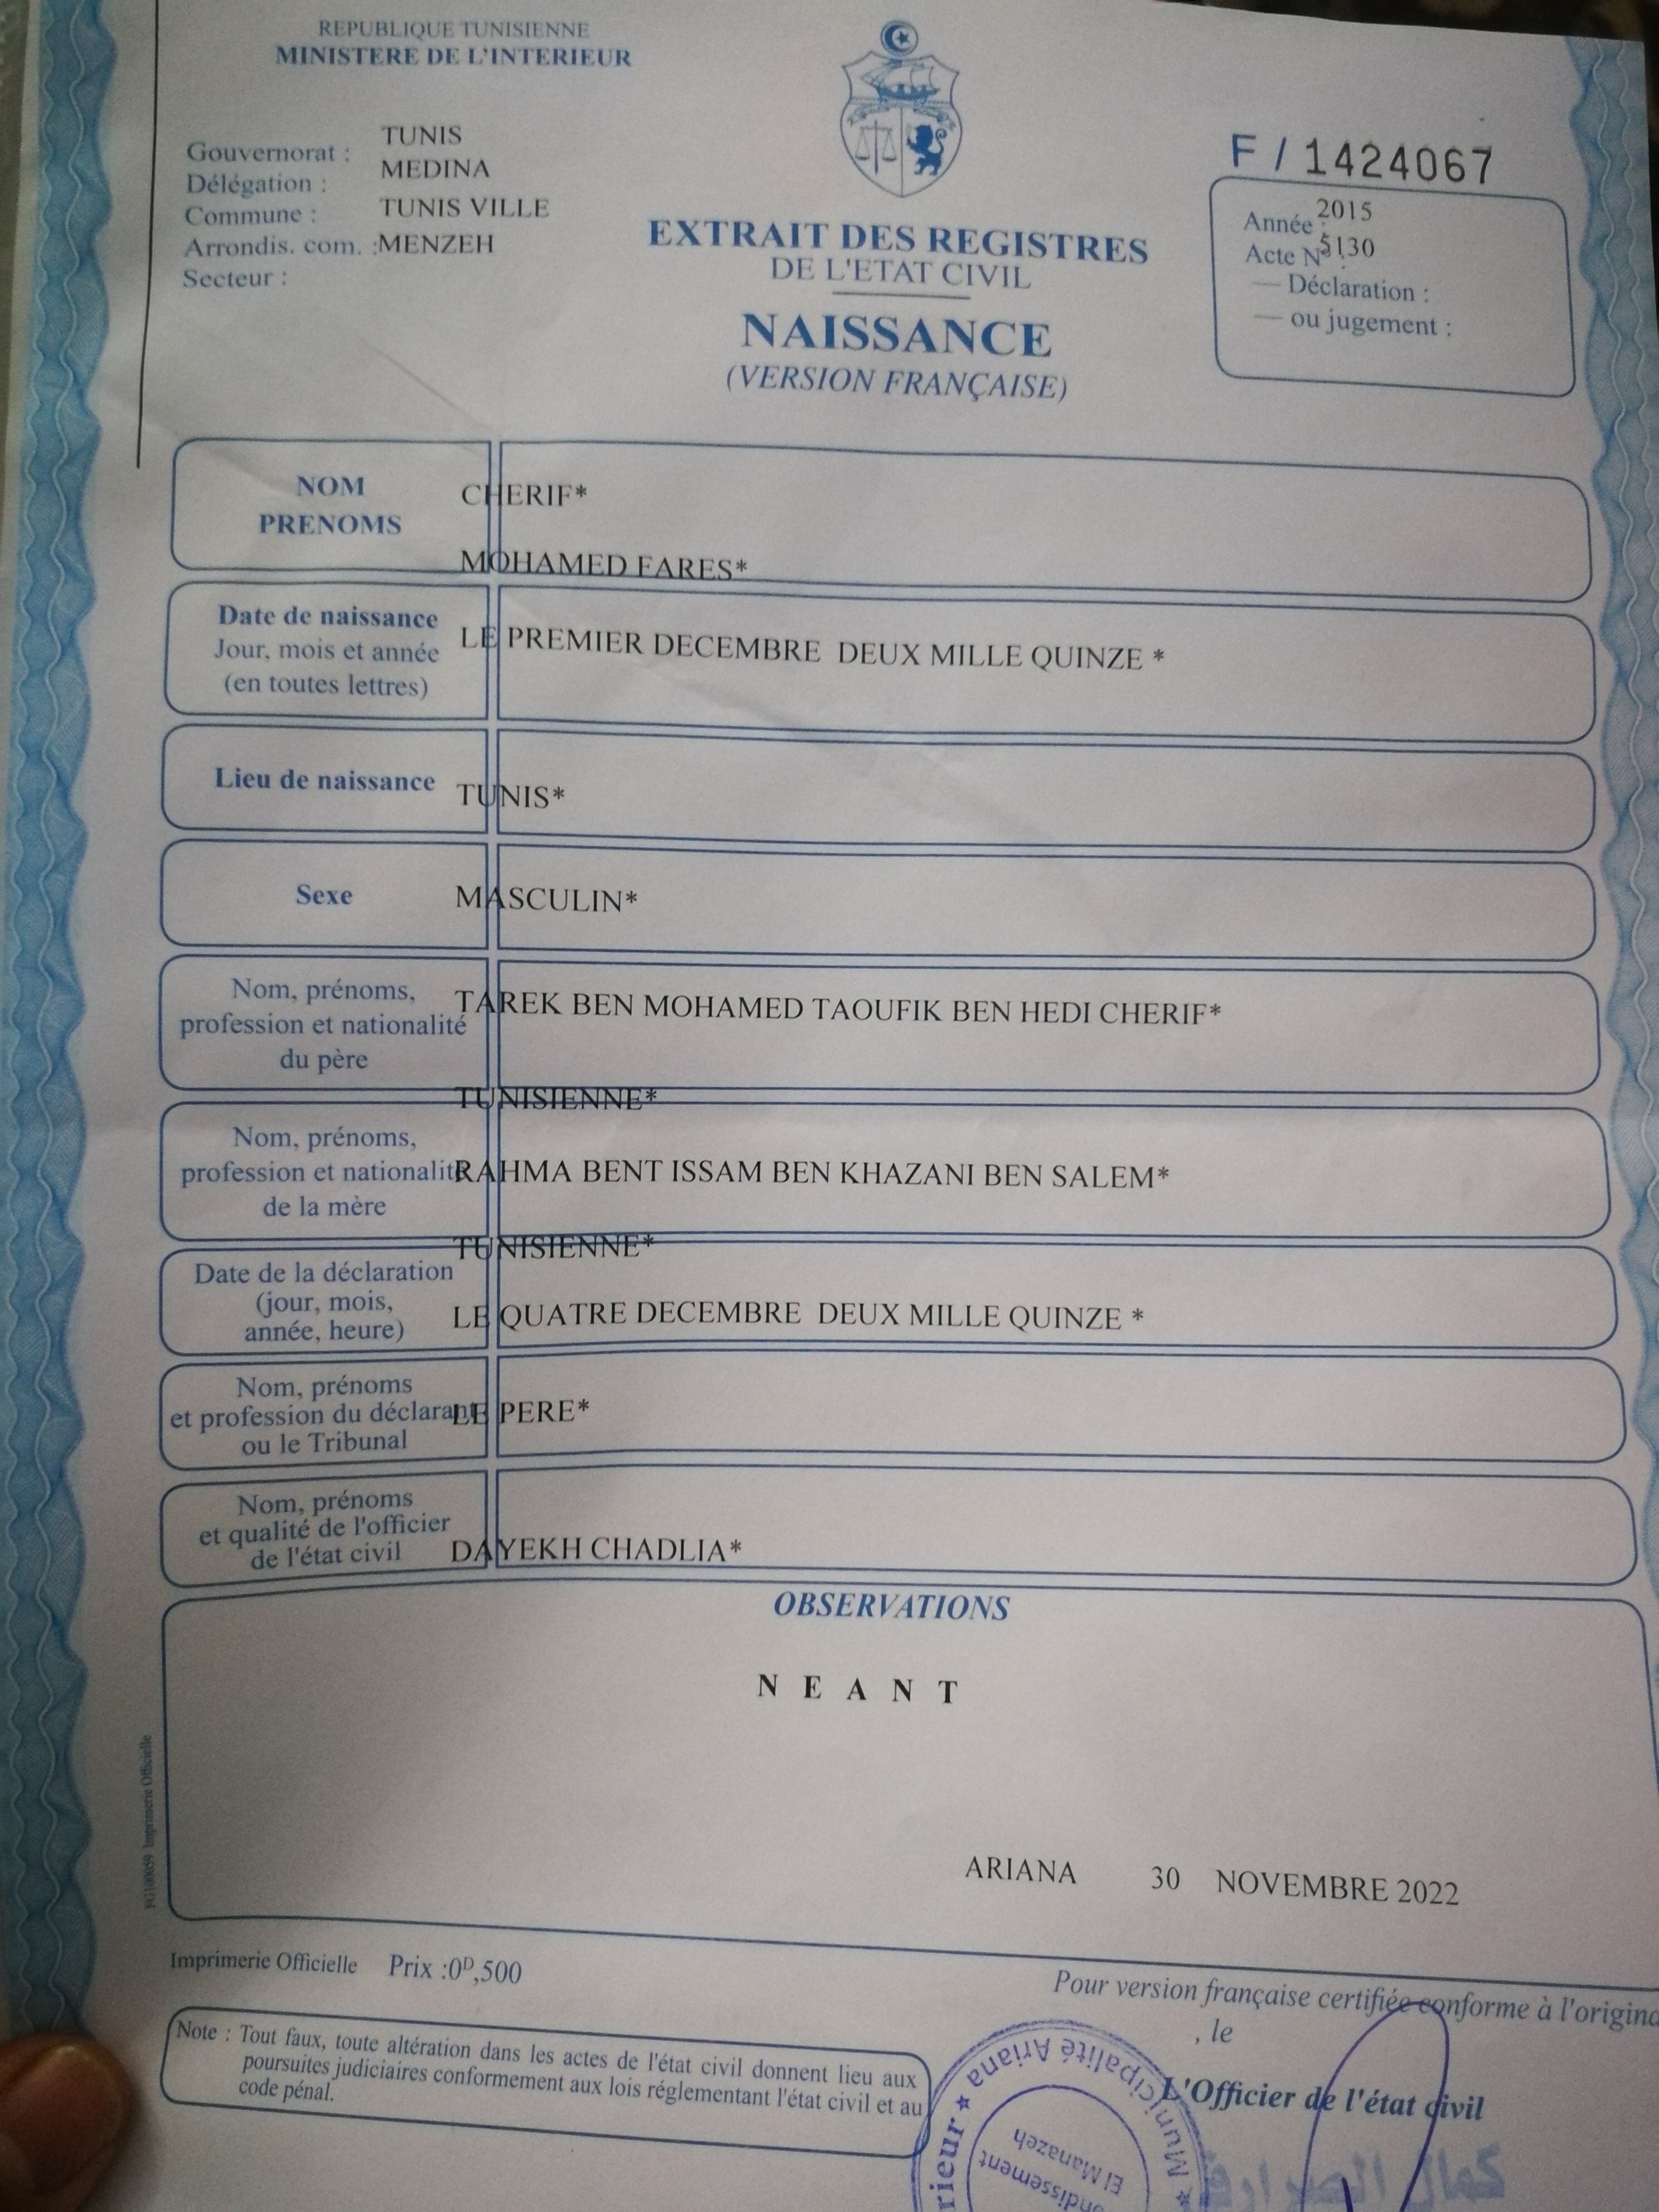 REPUBLIQUE TUNISIENNE
MINISTERE DE L'INTERIEUR
Gouvernorat : TUNIS
Délégation : MEDINA
Commune : TUNIS VILLE
Arrondis. com. : MENZEH
Secteur :
F / 1424067
Année : 2015
Acte N° : 5130
— Déclaration :
— ou jugement :
EXTRAIT DES REGISTRES
DE L'ETAT CIVIL
NAISSANCE
(VERSION FRANÇAISE)
NOM
PRENOMS
CHERIF*
MOHAMED FARES*
Date de naissance
Jour, mois et année
(en toutes lettres)
LE PREMIER DECEMBRE DEUX MILLE QUINZE *
Lieu de naissance
TUNIS*
Sexe
MASCULIN*
Nom, prénoms,
profession et nationalité
du père
TAREK BEN MOHAMED TAOUFIK BEN HEDI CHERIF*
TUNISIENNE*
Nom, prénoms,
profession et nationalité
de la mère
RAHMA BENT ISSAM BEN KHAZANI BEN SALEM*
TUNISIENNE*
Date de la déclaration
(jour, mois,
année, heure)
LE QUATRE DECEMBRE DEUX MILLE QUINZE *
Nom, prénoms
et profession du déclarant
ou le Tribunal
LE PERE*
Nom, prénoms
et qualité de l'officier
de l'état civil
DAYEKH CHADLIA*
OBSERVATIONS
N E A N T
ARIANA 30 NOVEMBRE 2022
FG100059 Imprimerie Officielle
Imprimerie Officielle Prix :0ᴰ,500
Pour version française certifiée conforme à l'origina
, le
L'Officier de l'état civil
Note : Tout faux, toute altération dans les actes de l'état civil donnent lieu aux
poursuites judiciaires conformement aux lois réglementant l'état civil et au
code pénal.
rieur * Municipalité Ariana *
ondissement
El Manazeh